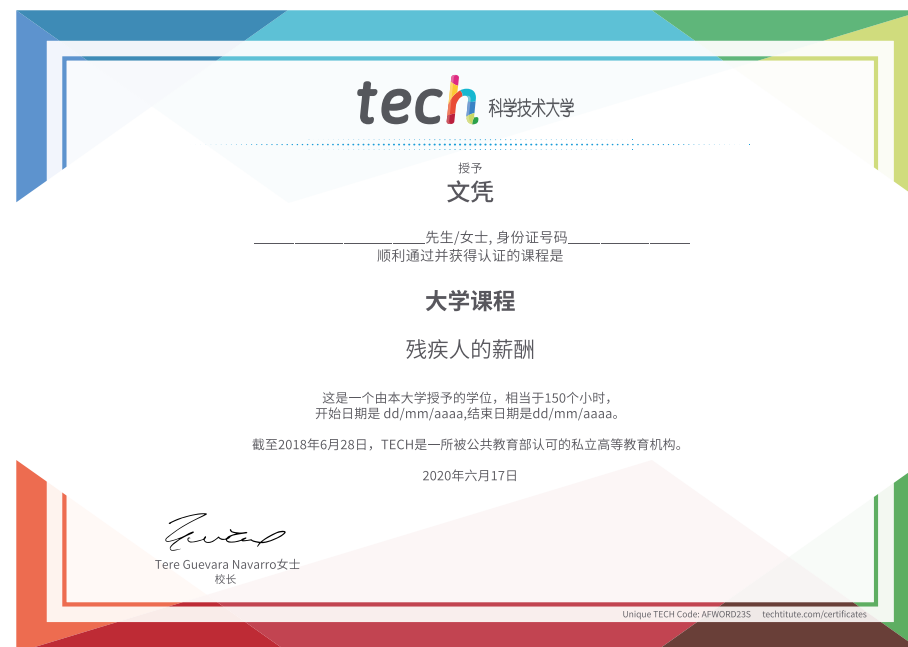 tech 科学技术大学
授予
文凭
____________________先生/女士, 身份证号码_______________
顺利通过并获得认证的课程是
大学课程
残疾人的薪酬
这是一个由本大学授予的学位，相当于150个小时，
开始日期是 dd/mm/aaaa,结束日期是dd/mm/aaaa。
截至2018年6月28日，TECH是一所被公共教育部认可的私立高等教育机构。
2020年六月17日
Tere Guevara Navarro女士
校长
Unique TECH Code: AFWORD23S techtitute.com/certificates